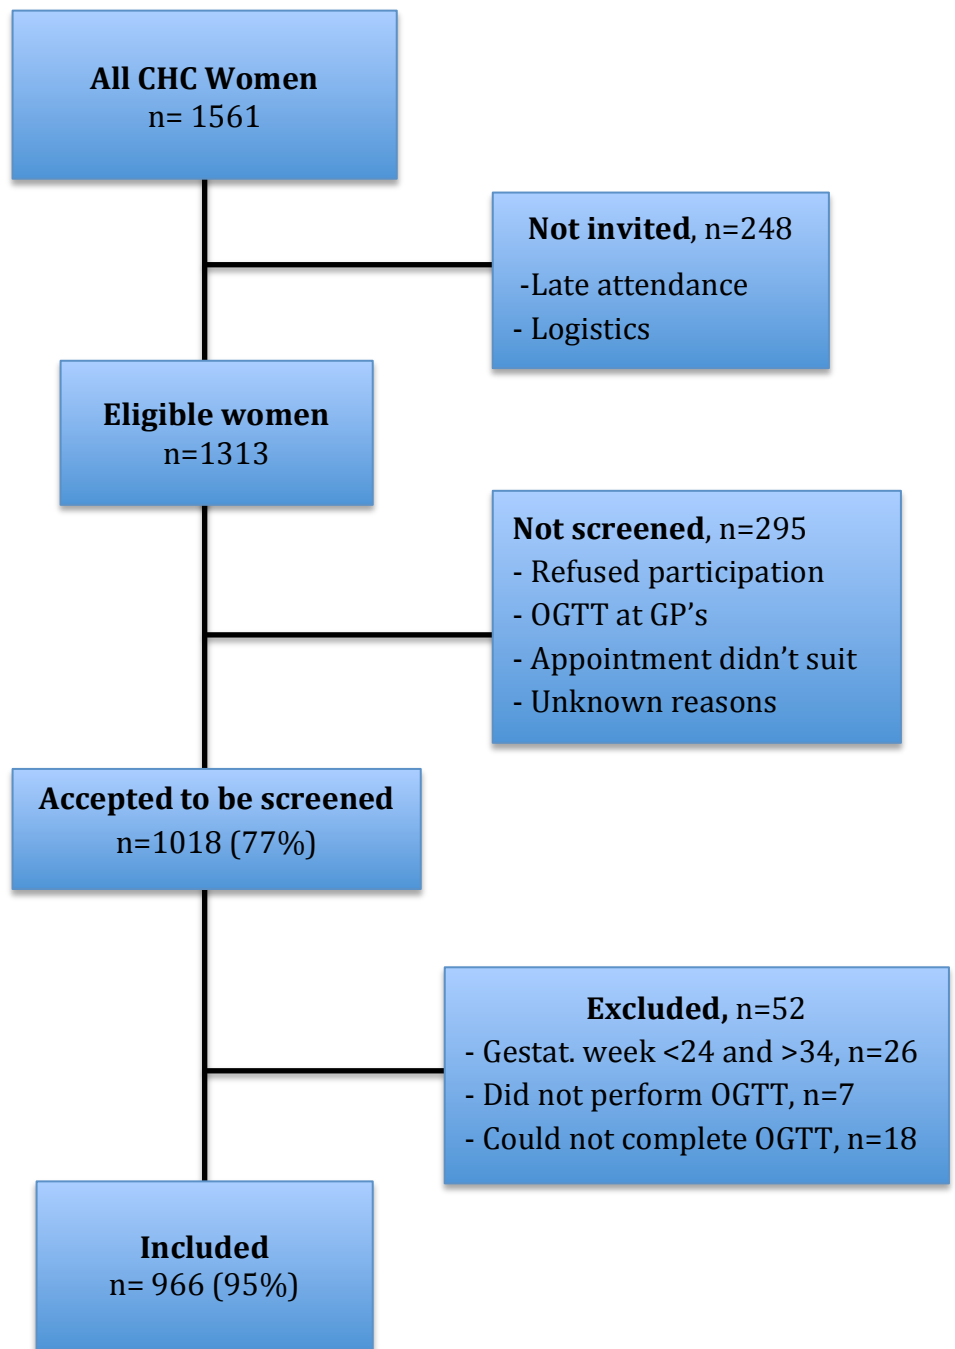 All CHC Women
n= 1561
Not invited, n=248
-Late attendance
- Logistics
Eligible women
n=1313
Not screened, n=295
- Refused participation
- OGTT at GP’s
- Appointment didn’t suit
- Unknown reasons
Accepted to be screened
n=1018 (77%)
Excluded, n=52
- Gestat. week <24 and >34, n=26
- Did not perform OGTT, n=7
- Could not complete OGTT, n=18
Included
n= 966 (95%)